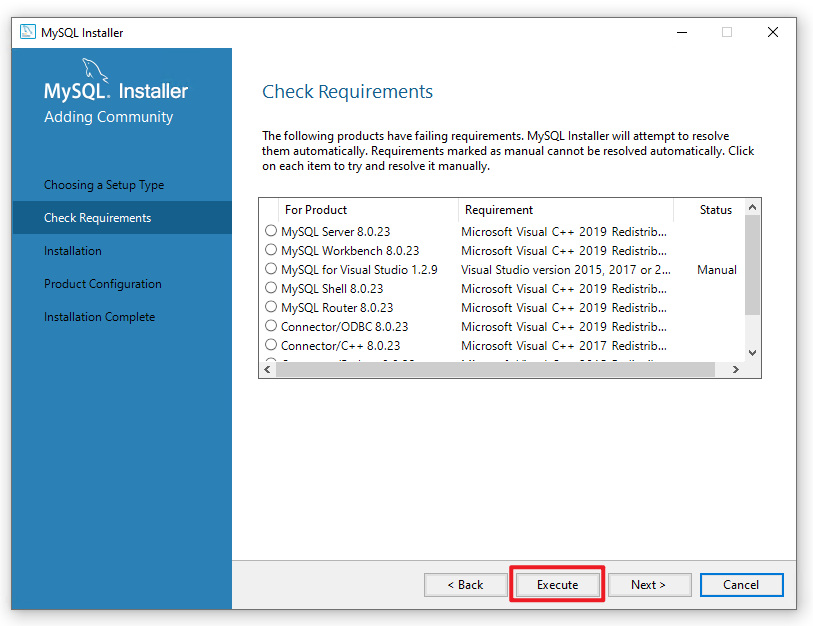 MySQL Installer
MySQL. Installer
Adding Community
Choosing a Setup Type
Check Requirements
Installation
Product Configuration
Installation Complete
Check Requirements
The following products have failing requirements. MySQL Installer will attempt to resolve
them automatically. Requirements marked as manual cannot be resolved automatically. Click
on each item to try and resolve it manually.
For Product Requirement Status
MySQL Server 8.0.23 Microsoft Visual C++ 2019 Redistrib...
MySQL Workbench 8.0.23 Microsoft Visual C++ 2019 Redistrib...
MySQL for Visual Studio 1.2.9 Visual Studio version 2015, 2017 or 2... Manual
MySQL Shell 8.0.23 Microsoft Visual C++ 2019 Redistrib...
MySQL Router 8.0.23 Microsoft Visual C++ 2019 Redistrib...
Connector/ODBC 8.0.23 Microsoft Visual C++ 2019 Redistrib...
Connector/C++ 8.0.23 Microsoft Visual C++ 2017 Redistrib...
< Back Execute Next > Cancel